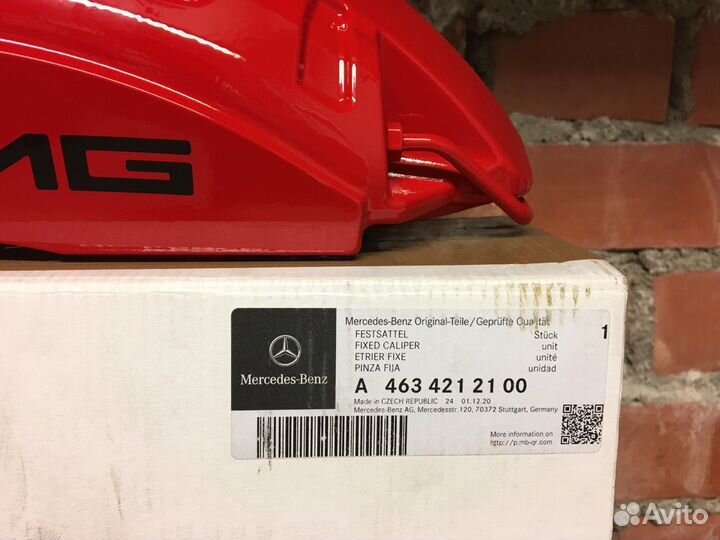 MG
Mercedes-Benz
Mercedes-Benz Original-Teile/Geprüfte Qualität
FESTSATTEL Stück
FIXED CALIPER unit
ETRIER FIXE unité
PINZA FIJA unidad
1
A 463 421 21 00
Made in CZECH REPUBLIC 24 01.12.20
Mercedes-Benz AG, Mercedesstr.120, 70372 Stuttgart, Germany
More information on
rgtp://p.mb-qr.com
Avito